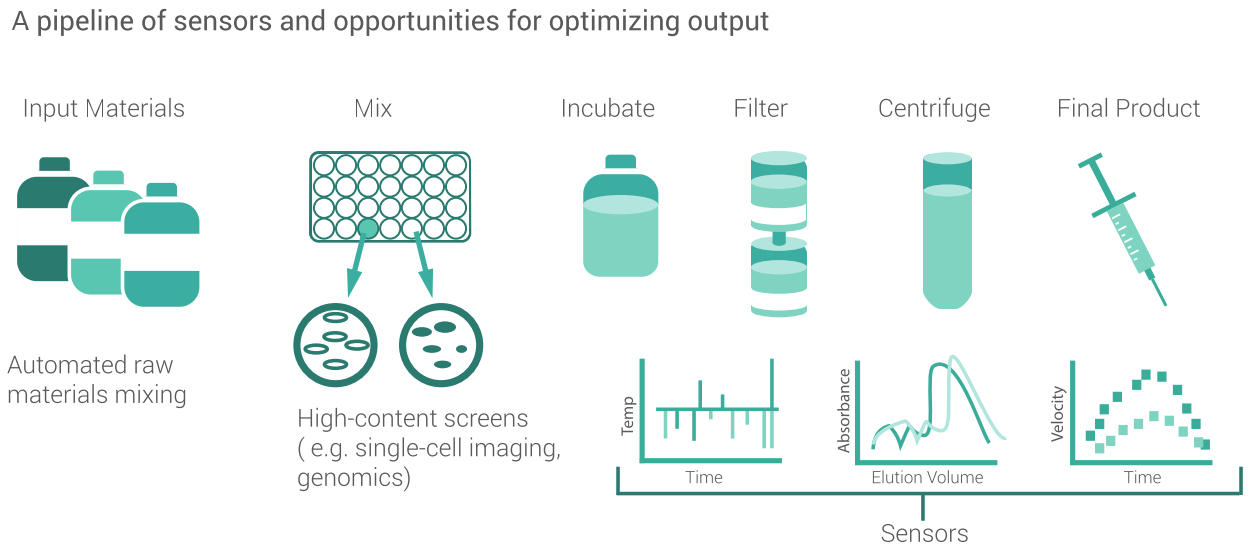 A pipeline of sensors and opportunities for optimizing output
Input Materials
Mix
Incubate
Filter
Centrifuge
Final Product
Automated raw
materials mixing
High-content screens
( e.g. single-cell imaging,
genomics)
Temp
Time
Absorbance
Elution Volume
Velocity
Time
Sensors